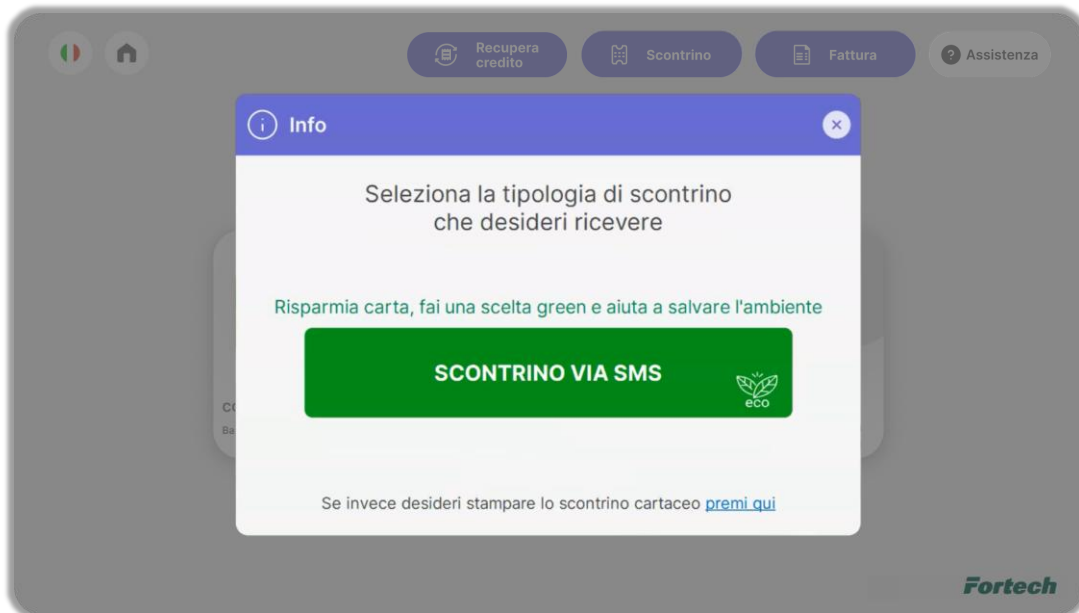 Recupera
credito
Scontrino
Fattura
Assistenza
Info
Seleziona la tipologia di scontrino
che desideri ricevere
Risparmia carta, fai una scelta green e aiuta a salvare l'ambiente
SCONTRINO VIA SMS
eco
Se invece desideri stampare lo scontrino cartaceo premi qui
Fortech